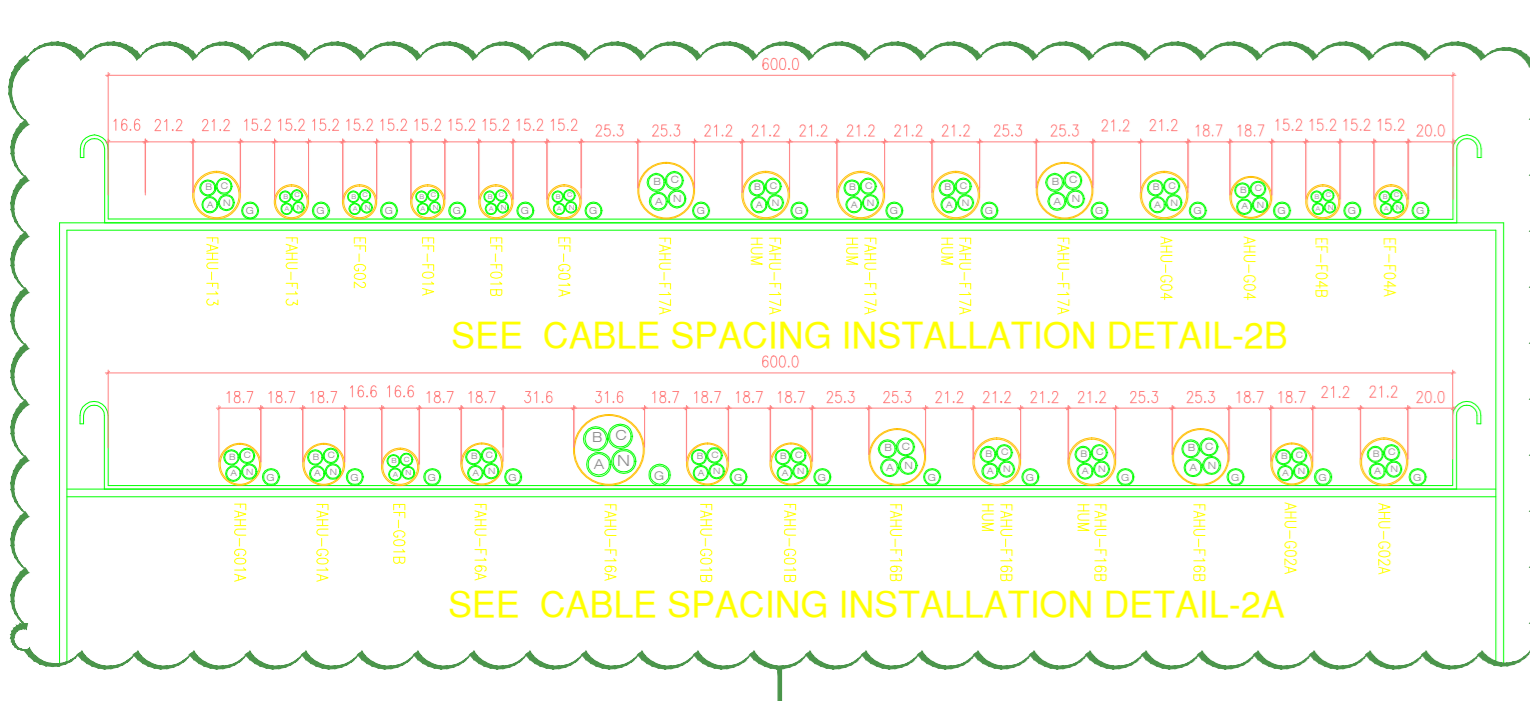 600.0
16.6 21.2 21.2 15.2 15.2 15.2 15.2 15.2 15.2 15.2 15.2 15.2 15.2 25.3 25.3 21.2 21.2 21.2 21.2 21.2 21.2 25.3 25.3 21.2 21.2 18.7 18.7 15.2 15.2 15.2 15.2 20.0
B C A N G B C A N G B C A N G B C A N G B C A N G B C A N G B C A N G B C A N G B C A N G B C A N G B C A N G B C A N G B C A N G B C A N G B C A N G
FAHU-F13
FAHU-F13
EF-G02
EF-F01A
EF-F01B
EF-G01A
FAHU-F17A
FAHU-F17A
HUM
FAHU-F17A
HUM
FAHU-F17A
HUM
FAHU-F17A
AHU-G04
AHU-G04
EF-F04B
EF-F04A
SEE CABLE SPACING INSTALLATION DETAIL-2B
600.0
18.7 18.7 18.7 16.6 16.6 18.7 18.7 31.6 31.6 18.7 18.7 18.7 18.7 25.3 25.3 21.2 21.2 21.2 21.2 25.3 25.3 18.7 18.7 21.2 21.2 20.0
B C A N G B C A N G B C A N G B C A N G B C A N G B C A N G B C A N G B C A N G B C A N G B C A N G B C A N G B C A N G B C A N G
FAHU-G01A
FAHU-G01A
EF-G01B
FAHU-F16A
FAHU-F16A
FAHU-G01B
FAHU-G01B
FAHU-F16B
FAHU-F16B
HUM
FAHU-F16B
HUM
FAHU-F16B
AHU-G02A
AHU-G02A
SEE CABLE SPACING INSTALLATION DETAIL-2A